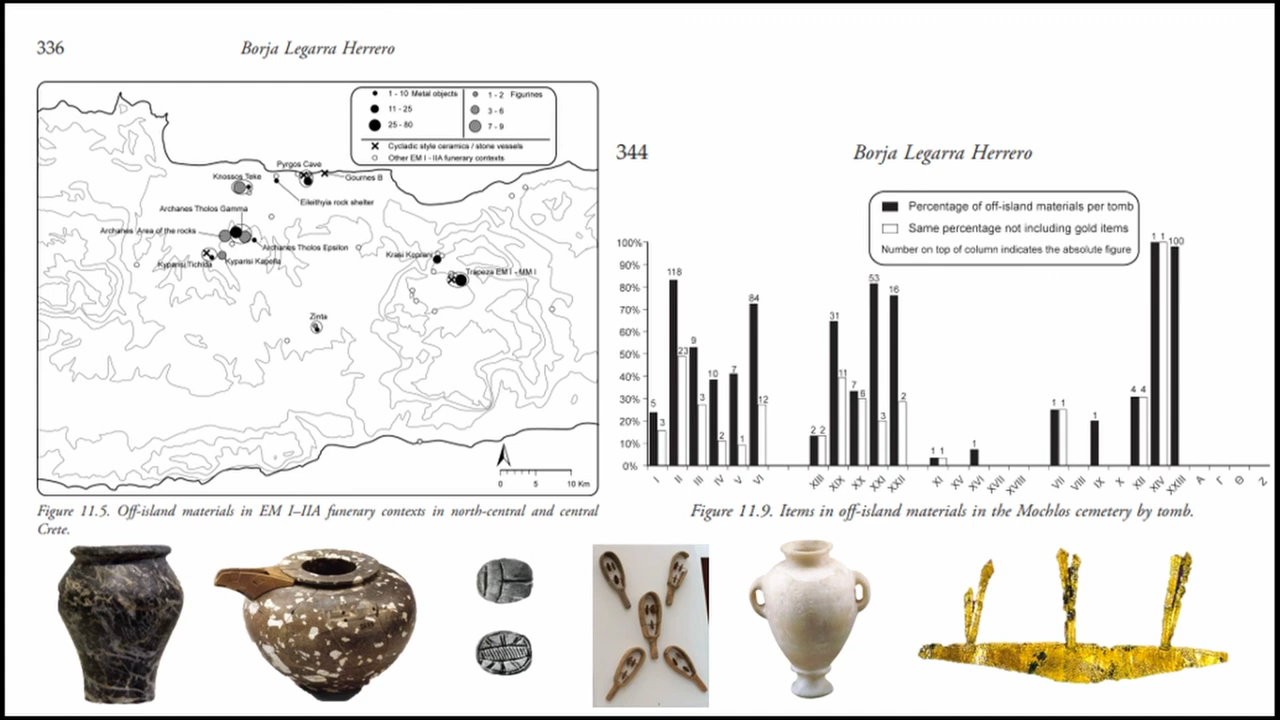 336
Borja Legarra Herrero
1 - 10 Metal objects
11 - 25
25 - 80
1 - 2 Figurines
3 - 6
7 - 9
Cycladic style ceramics / stone vessels
Other EM I - IIA funerary contexts
Pyrgos Cave
Knossos Teke
Gournes B
Eileithyia rock shelter
Archanes Tholos Gamma
Archanes Area of the rocks
Archanes Tholos Epsilon
Kyparisi Kapella
Krasi Koprani
Trapeza EM I - MM I
Zinta
0 5 10 Km
Figure 11.5. Off-island materials in EM I–IIA funerary contexts in north-central and central
Crete.
344
Borja Legarra Herrero
Percentage of off-island materials per tomb
Same percentage not including gold items
Number on top of column indicates the absolute figure
100%
90%
80%
70%
60%
50%
40%
30%
20%
10%
0%
5 3 118 23 9 3 10 2 7 1 84 12 2 2 31 11 7 6 53 3 16 2 1 1 1 1 1 1 4 4 1 1 100
I II III IV V VI XIII XIX XX XXI XXII XI XV XVI XVII XVIII VII VIII IX X XII XIV XXIII A Γ Θ Z
Figure 11.9. Items in off-island materials in the Mochlos cemetery by tomb.